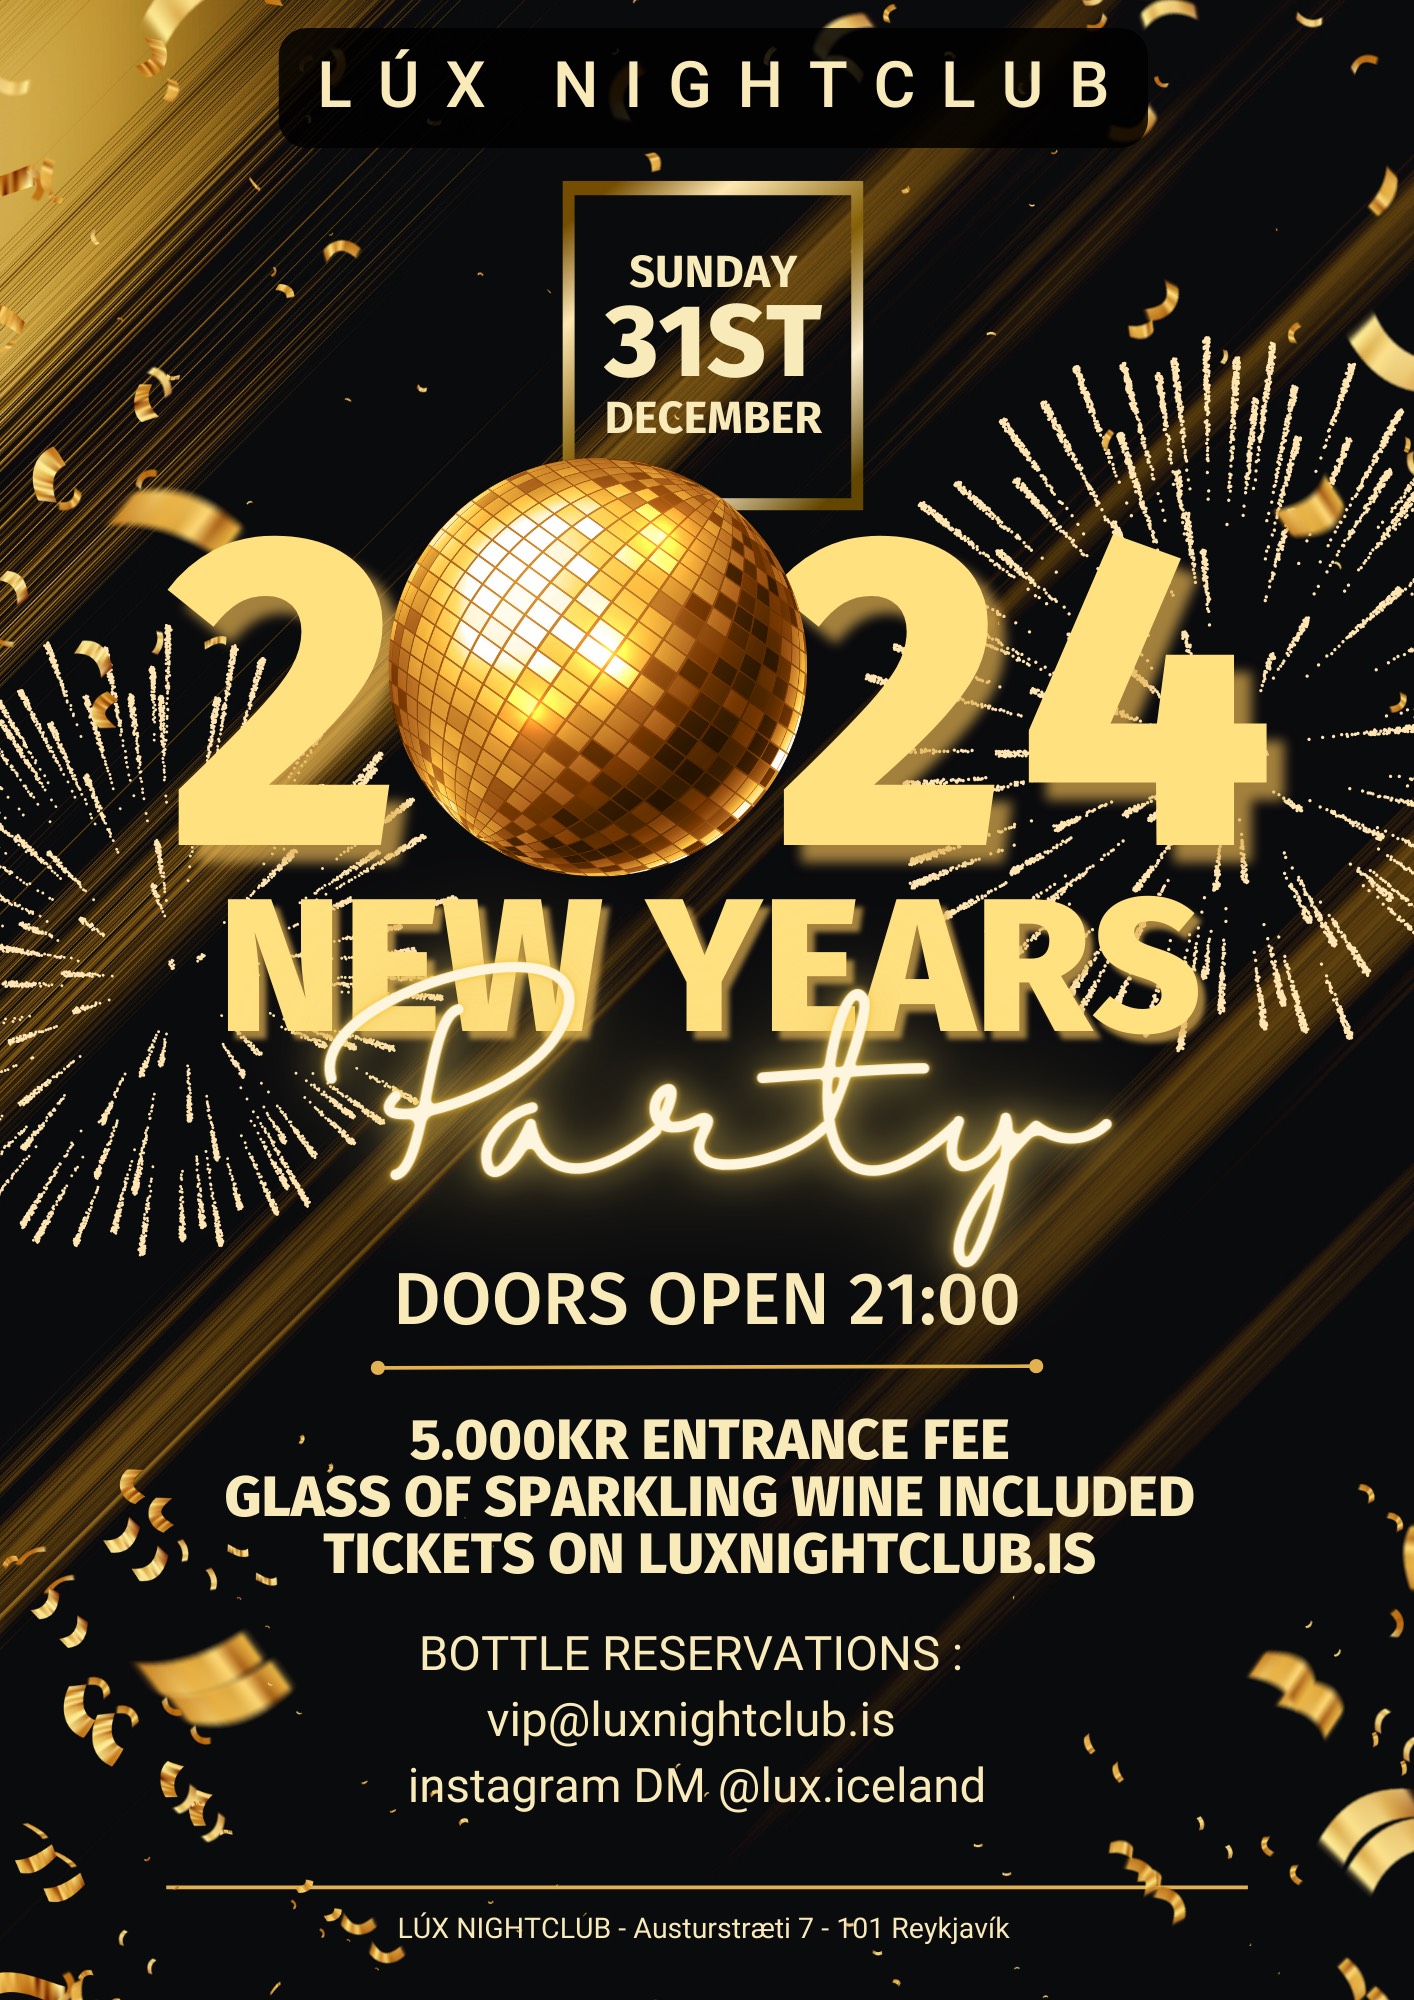 LÚX NIGHTCLUB
SUNDAY
31ST
DECEMBER
2024
NEW YEARS
Party
DOORS OPEN 21:00
5.000KR ENTRANCE FEE
GLASS OF SPARKLING WINE INCLUDED
TICKETS ON LUXNIGHTCLUB.IS
BOTTLE RESERVATIONS :
vip@luxnightclub.is
instagram DM @lux.iceland
LÚX NIGHTCLUB - Austurstræti 7 - 101 Reykjavík